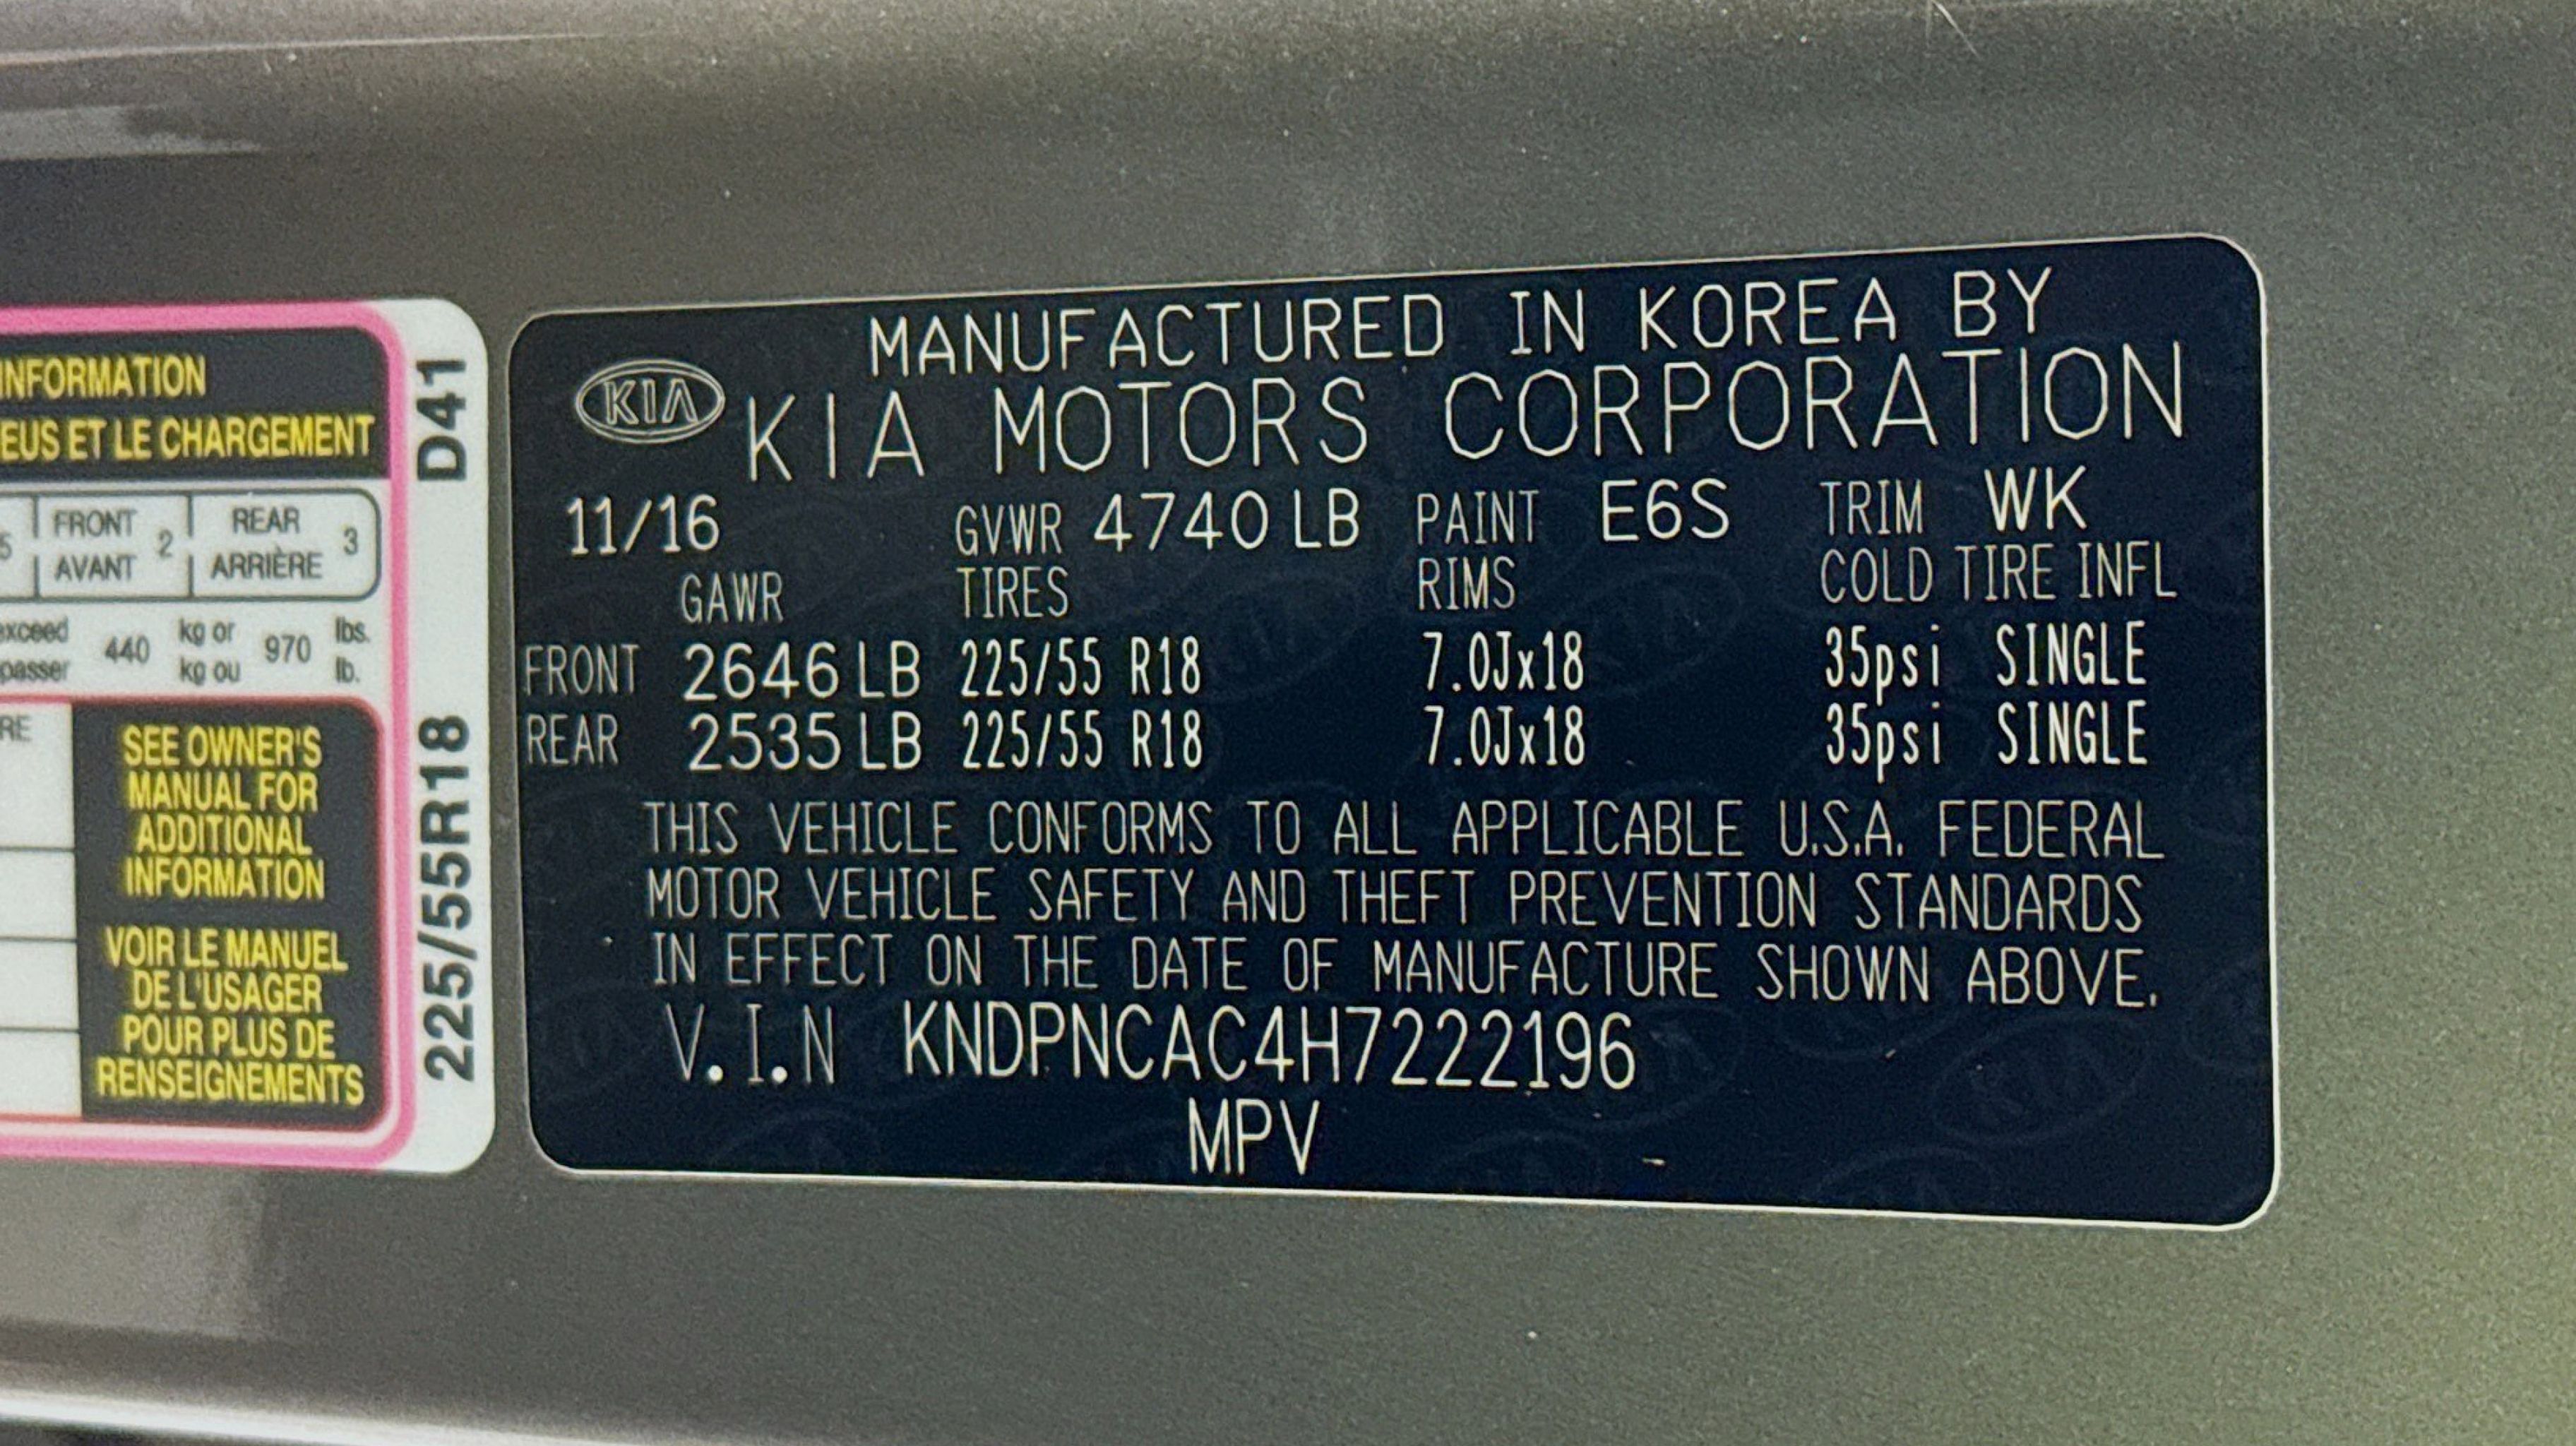 INFORMATION
EUS ET LE CHARGEMENT
5 FRONT 2 REAR 3
AVANT ARRIÈRE
exceed 440 kg or 970 lbs.
passer kg ou lb.
RE
SEE OWNER'S
MANUAL FOR
ADDITIONAL
INFORMATION
VOIR LE MANUEL
DE L'USAGER
POUR PLUS DE
RENSEIGNEMENTS
D41
225/55R18
MANUFACTURED IN KOREA BY
KIA KIA MOTORS CORPORATION
11/16 GVWR 4740 LB PAINT E6S TRIM WK
GAWR TIRES RIMS COLD TIRE INFL
FRONT 2646 LB 225/55 R18 7.0Jx18 35psi SINGLE
REAR 2535 LB 225/55 R18 7.0Jx18 35psi SINGLE
THIS VEHICLE CONFORMS TO ALL APPLICABLE U.S.A. FEDERAL
MOTOR VEHICLE SAFETY AND THEFT PREVENTION STANDARDS
IN EFFECT ON THE DATE OF MANUFACTURE SHOWN ABOVE.
V.I.N KNDPNCAC4H7222196
MPV